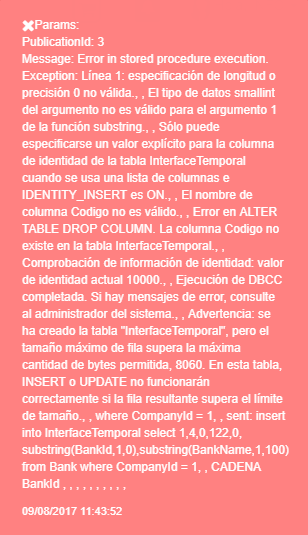 ✖Params:
PublicationId: 3
Message: Error in stored procedure execution.
Exception: Línea 1: especificación de longitud o
precisión 0 no válida., , El tipo de datos smallint
del argumento no es válido para el argumento 1
de la función substring., , Sólo puede
especificarse un valor explícito para la columna
de identidad de la tabla InterfaceTemporal
cuando se usa una lista de columnas e
IDENTITY_INSERT es ON., , El nombre de
columna Codigo no es válido., , Error en ALTER
TABLE DROP COLUMN. La columna Codigo no
existe en la tabla InterfaceTemporal., ,
Comprobación de información de identidad: valor
de identidad actual 10000., , Ejecución de DBCC
completada. Si hay mensajes de error, consulte
al administrador del sistema., , Advertencia: se
ha creado la tabla "InterfaceTemporal", pero el
tamaño máximo de fila supera la máxima
cantidad de bytes permitida, 8060. En esta tabla,
INSERT o UPDATE no funcionarán
correctamente si la fila resultante supera el límite
de tamaño., , where CompanyId = 1, , sent: insert
into InterfaceTemporal select 1,4,0,122,0,
substring(BankId,1,0),substring(BankName,1,100)
from Bank where CompanyId = 1, , CADENA
BankId , , , , , , , , , ,
09/08/2017 11:43:52